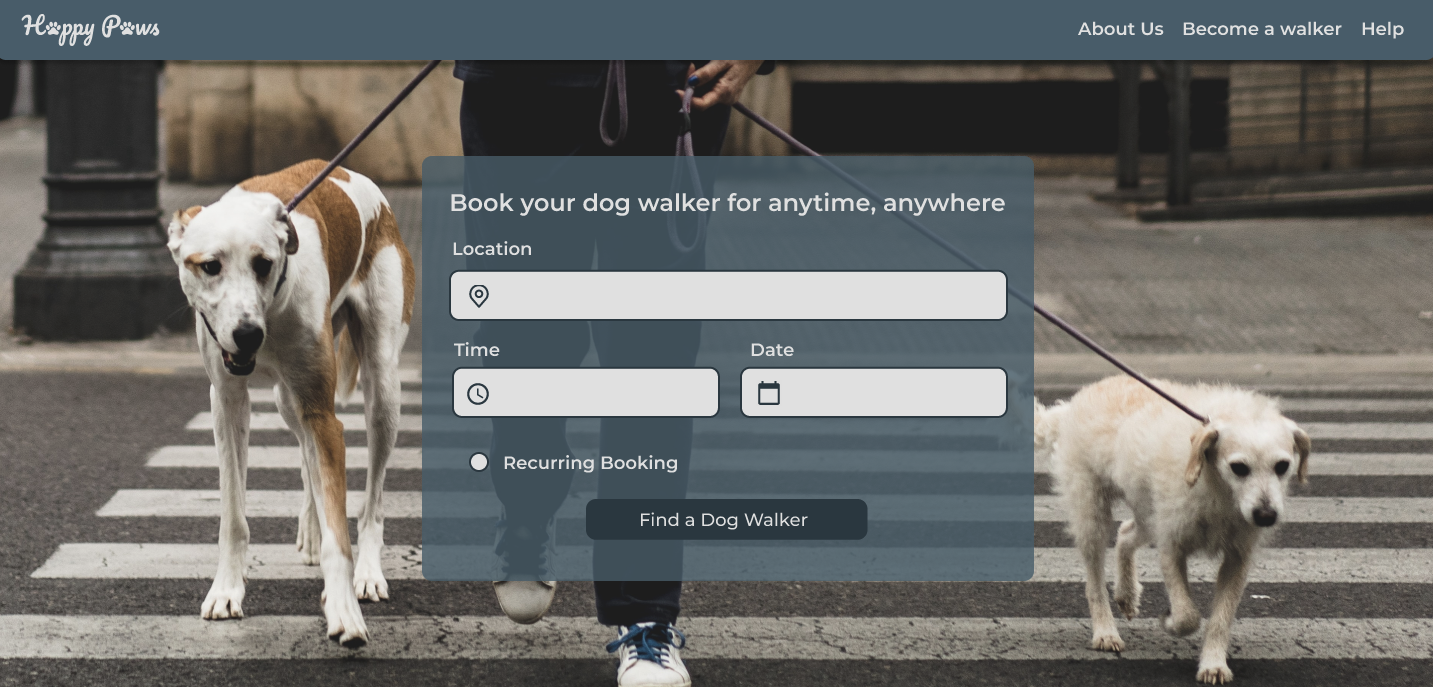 Happy Paws
About Us Become a walker Help
Book your dog walker for anytime, anywhere
Location
Time Date
Recurring Booking
Find a Dog Walker